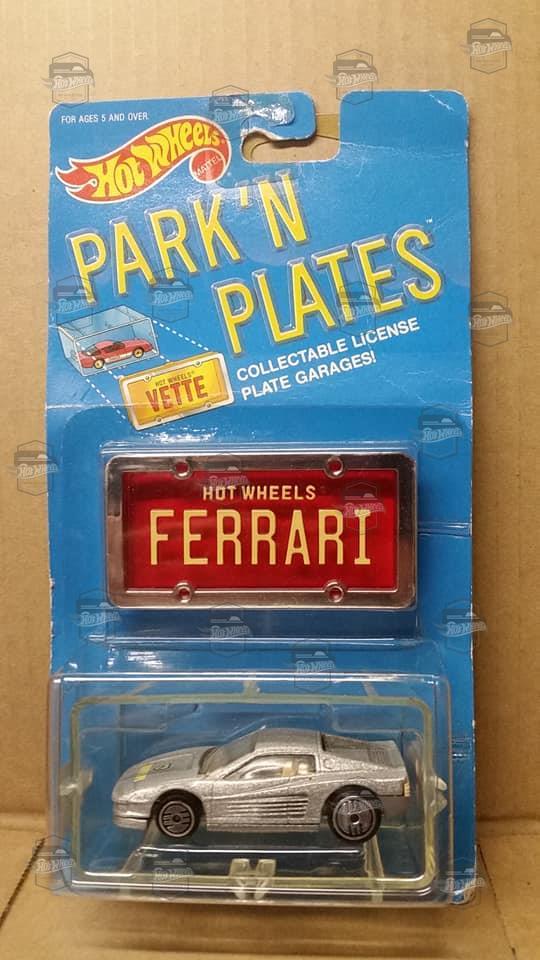 FOR AGES 5 AND OVER
Hot Wheels
MATTEL
PARK 'N
PLATES
COLLECTABLE LICENSE
PLATE GARAGES!
HOT WHEELS
VETTE
HOT WHEELS
FERRARI